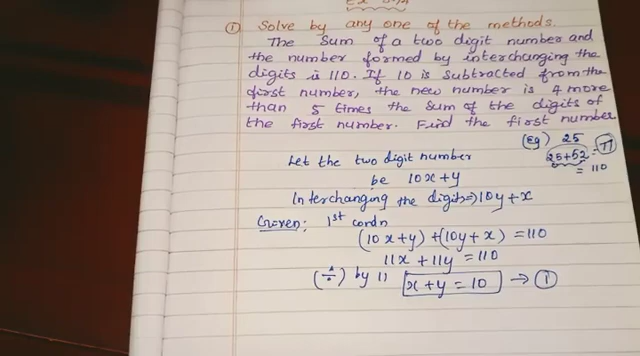 ① Solve by any one of the methods.
The sum of a two digit number and
the number formed by interchanging the
digits is 110. If 10 is subtracted from the
first number, the new number is 4 more
than 5 times the sum of the digits of
the first number. Find the first number
(Eg) 25
25+52 = 77
= 110
Let the two digit number
be 10x+y
Interchanging the digits ⇒ 10y+x
Given: 1st condn
(10x+y) +(10y+x) =110
11x + 11y = 110
(÷) by 11 x + y = 10 → ①